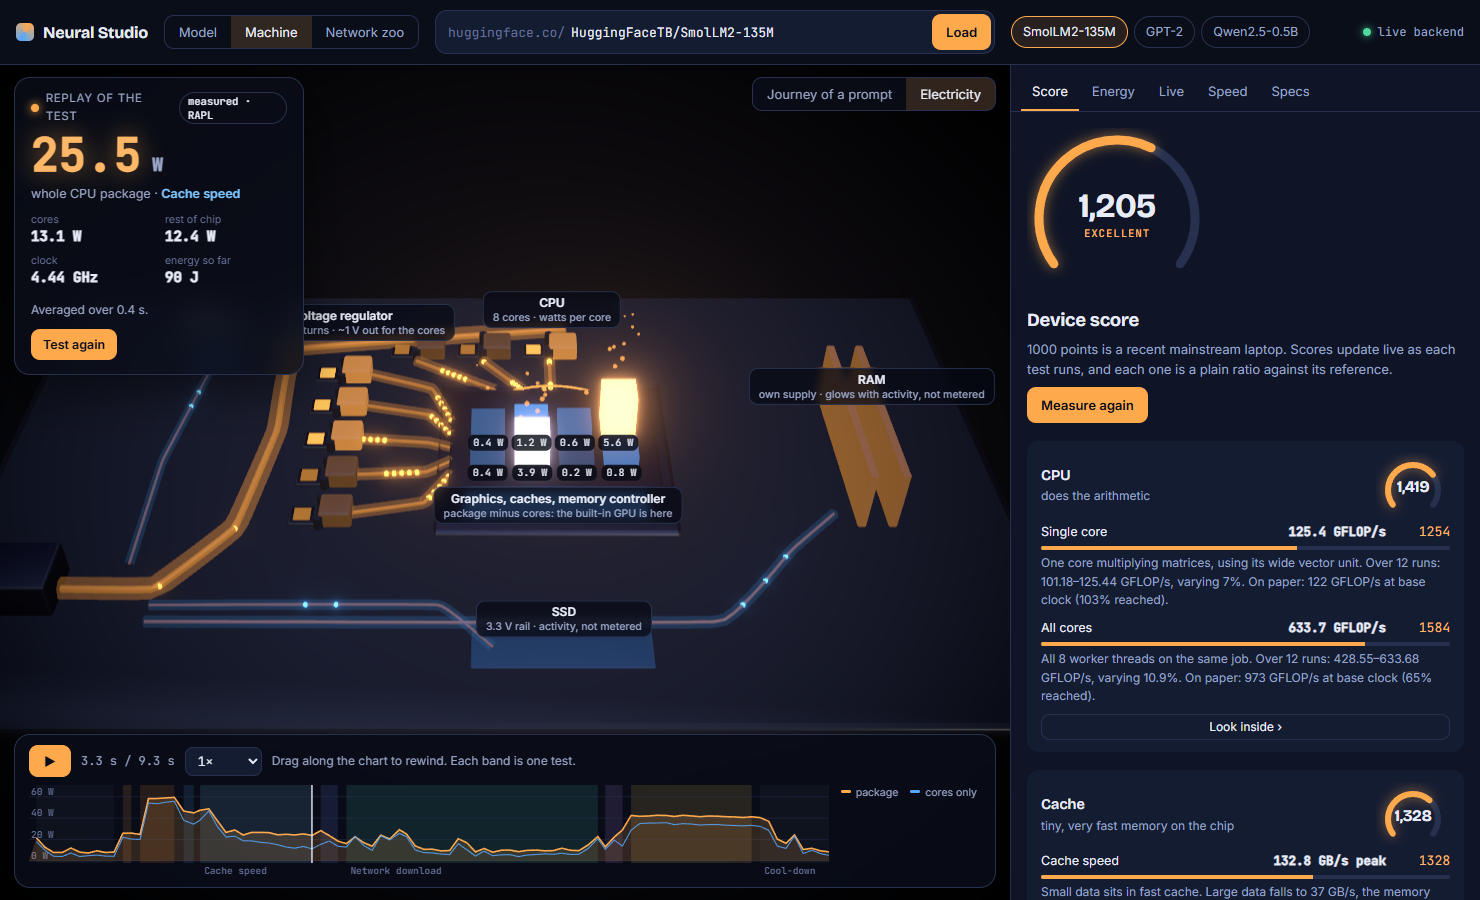 Neural Studio
Model
Machine
Network zoo
huggingface.co/ HuggingFaceTB/SmolLM2-135M
Load
SmolLM2-135M
GPT-2
Qwen2.5-0.5B
live backend
REPLAY OF THE
TEST
measured ·
RAPL
25.5 W
whole CPU package · Cache speed
cores
rest of chip
13.1 W
12.4 W
clock
energy so far
4.44 GHz
90 J
Averaged over 0.4 s.
Test again
Journey of a prompt
Electricity
ltage regulator
turns · ~1 V out for the cores
CPU
8 cores · watts per core
RAM
own supply · glows with activity, not metered
0.4 W
1.2 W
0.6 W
5.6 W
0.4 W
3.9 W
0.2 W
0.8 W
Graphics, caches, memory controller
package minus cores: the built-in GPU is here
SSD
3.3 V rail · activity, not metered
3.3 s / 9.3 s
1×
Drag along the chart to rewind. Each band is one test.
60 W
40 W
20 W
0 W
package
cores only
Cache speed
Network download
Cool-down
Score
Energy
Live
Speed
Specs
1,205
EXCELLENT
Device score
1000 points is a recent mainstream laptop. Scores update live as each
test runs, and each one is a plain ratio against its reference.
Measure again
CPU
does the arithmetic
1,419
Single core
125.4 GFLOP/s
1254
One core multiplying matrices, using its wide vector unit. Over 12 runs:
101.18–125.44 GFLOP/s, varying 7%. On paper: 122 GFLOP/s at base
clock (103% reached).
All cores
633.7 GFLOP/s
1584
All 8 worker threads on the same job. Over 12 runs: 428.55–633.68
GFLOP/s, varying 10.9%. On paper: 973 GFLOP/s at base clock (65%
reached).
Look inside ›
Cache
tiny, very fast memory on the chip
1,328
Cache speed
132.8 GB/s peak
1328
Small data sits in fast cache. Large data falls to 37 GB/s, the memory